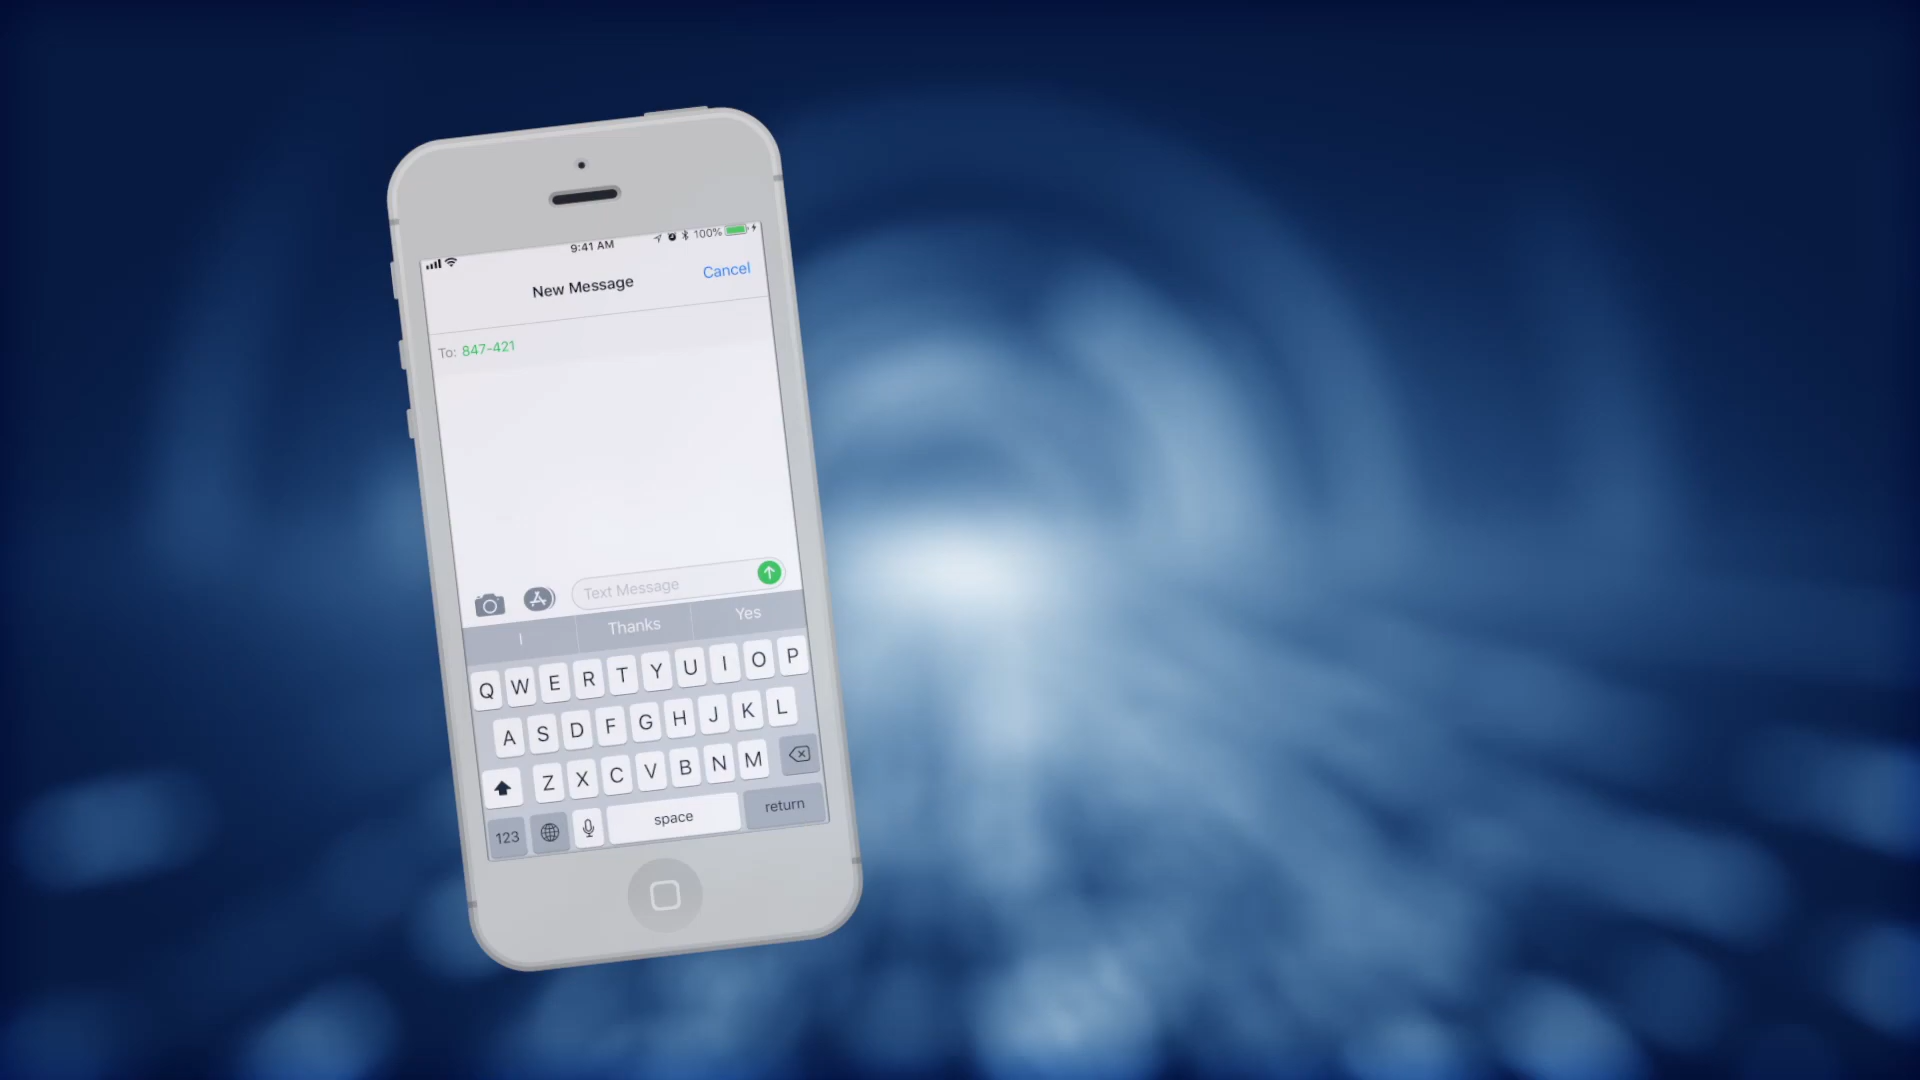 9:41 AM 100%
New Message Cancel
To: 847-421
Text Message
I Thanks Yes
Q W E R T Y U I O P
A S D F G H J K L
Z X C V B N M
123 space return